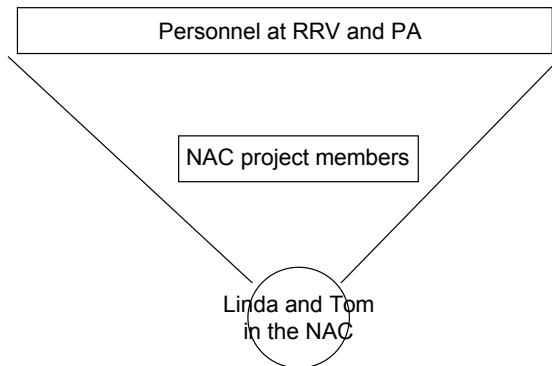 Personnel at RRV and PA
NAC project members
Linda and Tom
in the NAC